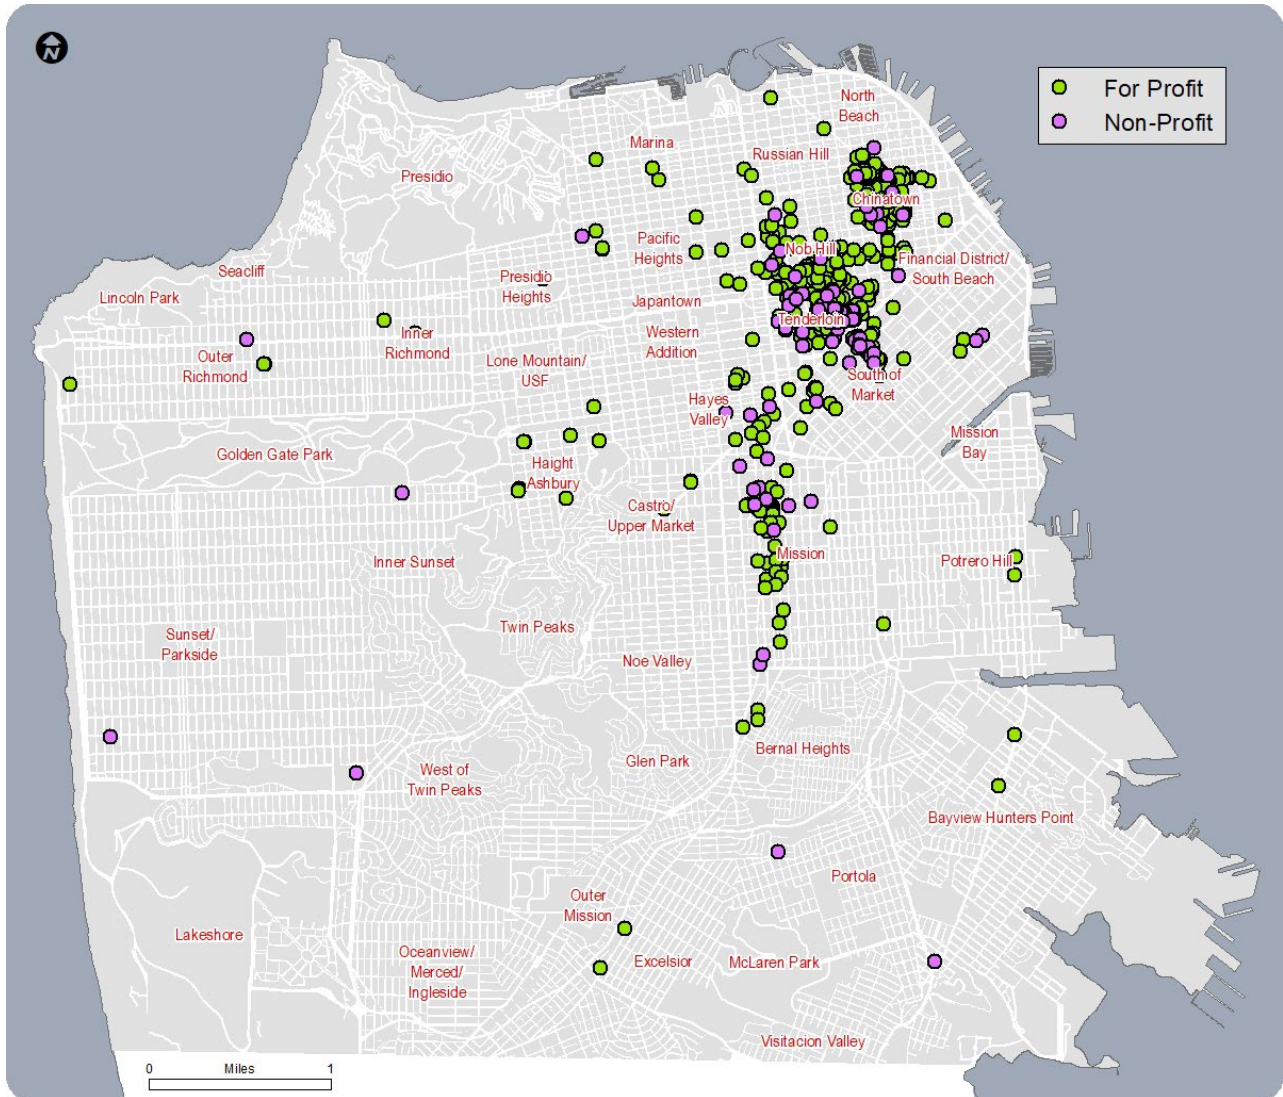 N
For Profit
Non-Profit
North
Beach
Marina
Russian Hill
Presidio
Chinatown
Pacific
Heights
Nob Hill
Financial District/
South Beach
Seacliff
Presidio
Heights
Lincoln Park
Japantown
Tenderloin
Inner
Richmond
Western
Addition
Outer
Richmond
Lone Mountain/
USF
South of
Market
Hayes
Valley
Mission
Bay
Golden Gate Park
Haight
Ashbury
Castro/
Upper Market
Inner Sunset
Mission
Potrero Hill
Twin Peaks
Sunset/
Parkside
Noe Valley
Bernal Heights
Glen Park
West of
Twin Peaks
Bayview Hunters Point
Portola
Outer
Mission
Lakeshore
Oceanview/
Merced/
Ingleside
Excelsior
McLaren Park
Visitacion Valley
0 Miles 1